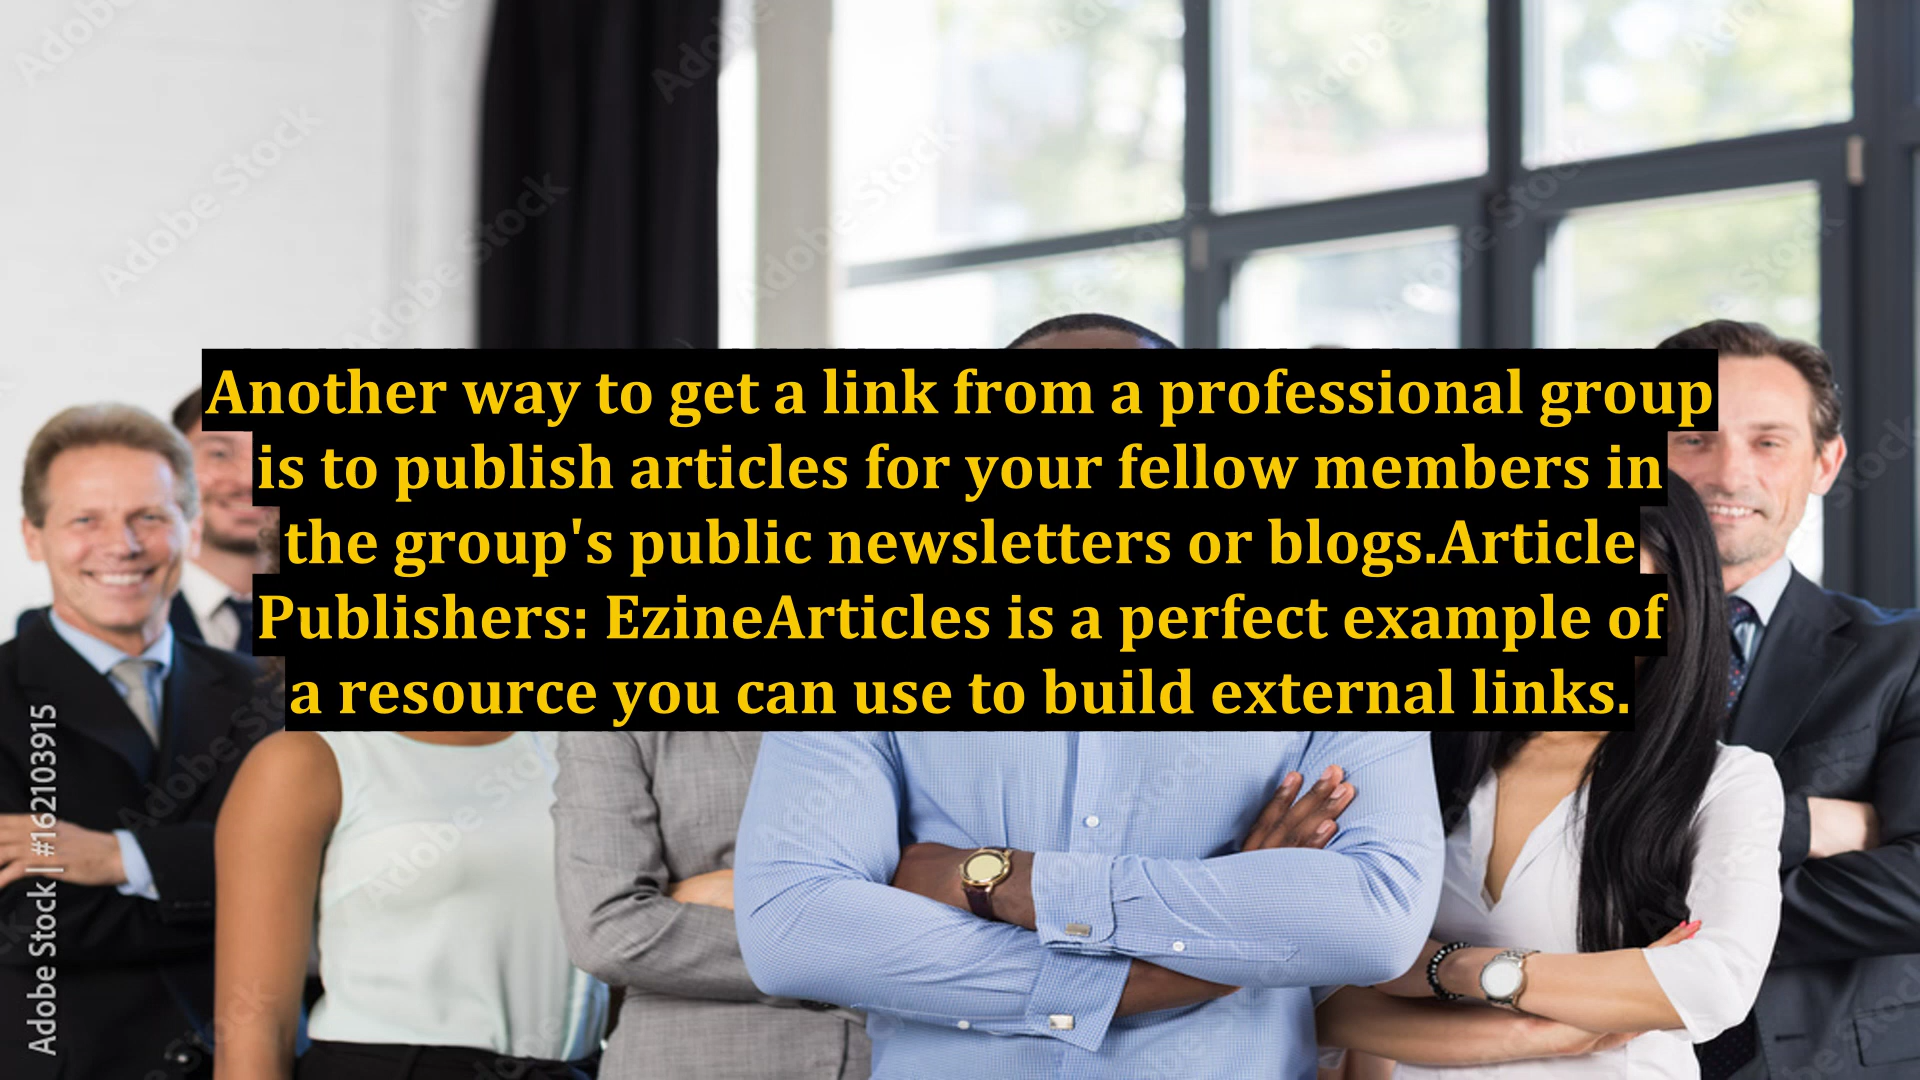 Another way to get a link from a professional group
is to publish articles for your fellow members in
the group's public newsletters or blogs.Article
Publishers: EzineArticles is a perfect example of
a resource you can use to build external links.
Adobe Stock | #162103915
Adobe Stock